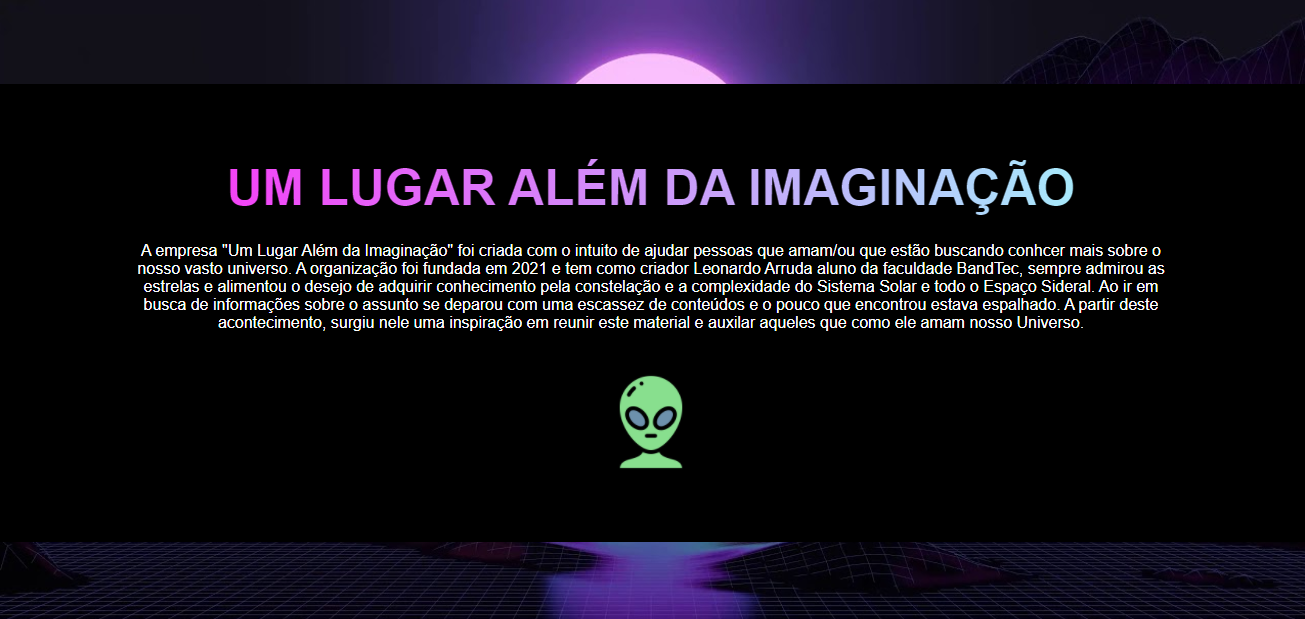 UM LUGAR ALÉM DA IMAGINAÇÃO
A empresa "Um Lugar Além da Imaginação" foi criada com o intuito de ajudar pessoas que amam/ou que estão buscando conhcer mais sobre o
nosso vasto universo. A organização foi fundada em 2021 e tem como criador Leonardo Arruda aluno da faculdade BandTec, sempre admirou as
estrelas e alimentou o desejo de adquirir conhecimento pela constelação e a complexidade do Sistema Solar e todo o Espaço Sideral. Ao ir em
busca de informações sobre o assunto se deparou com uma escassez de conteúdos e o pouco que encontrou estava espalhado. A partir deste
acontecimento, surgiu nele uma inspiração em reunir este material e auxilar aqueles que como ele amam nosso Universo.